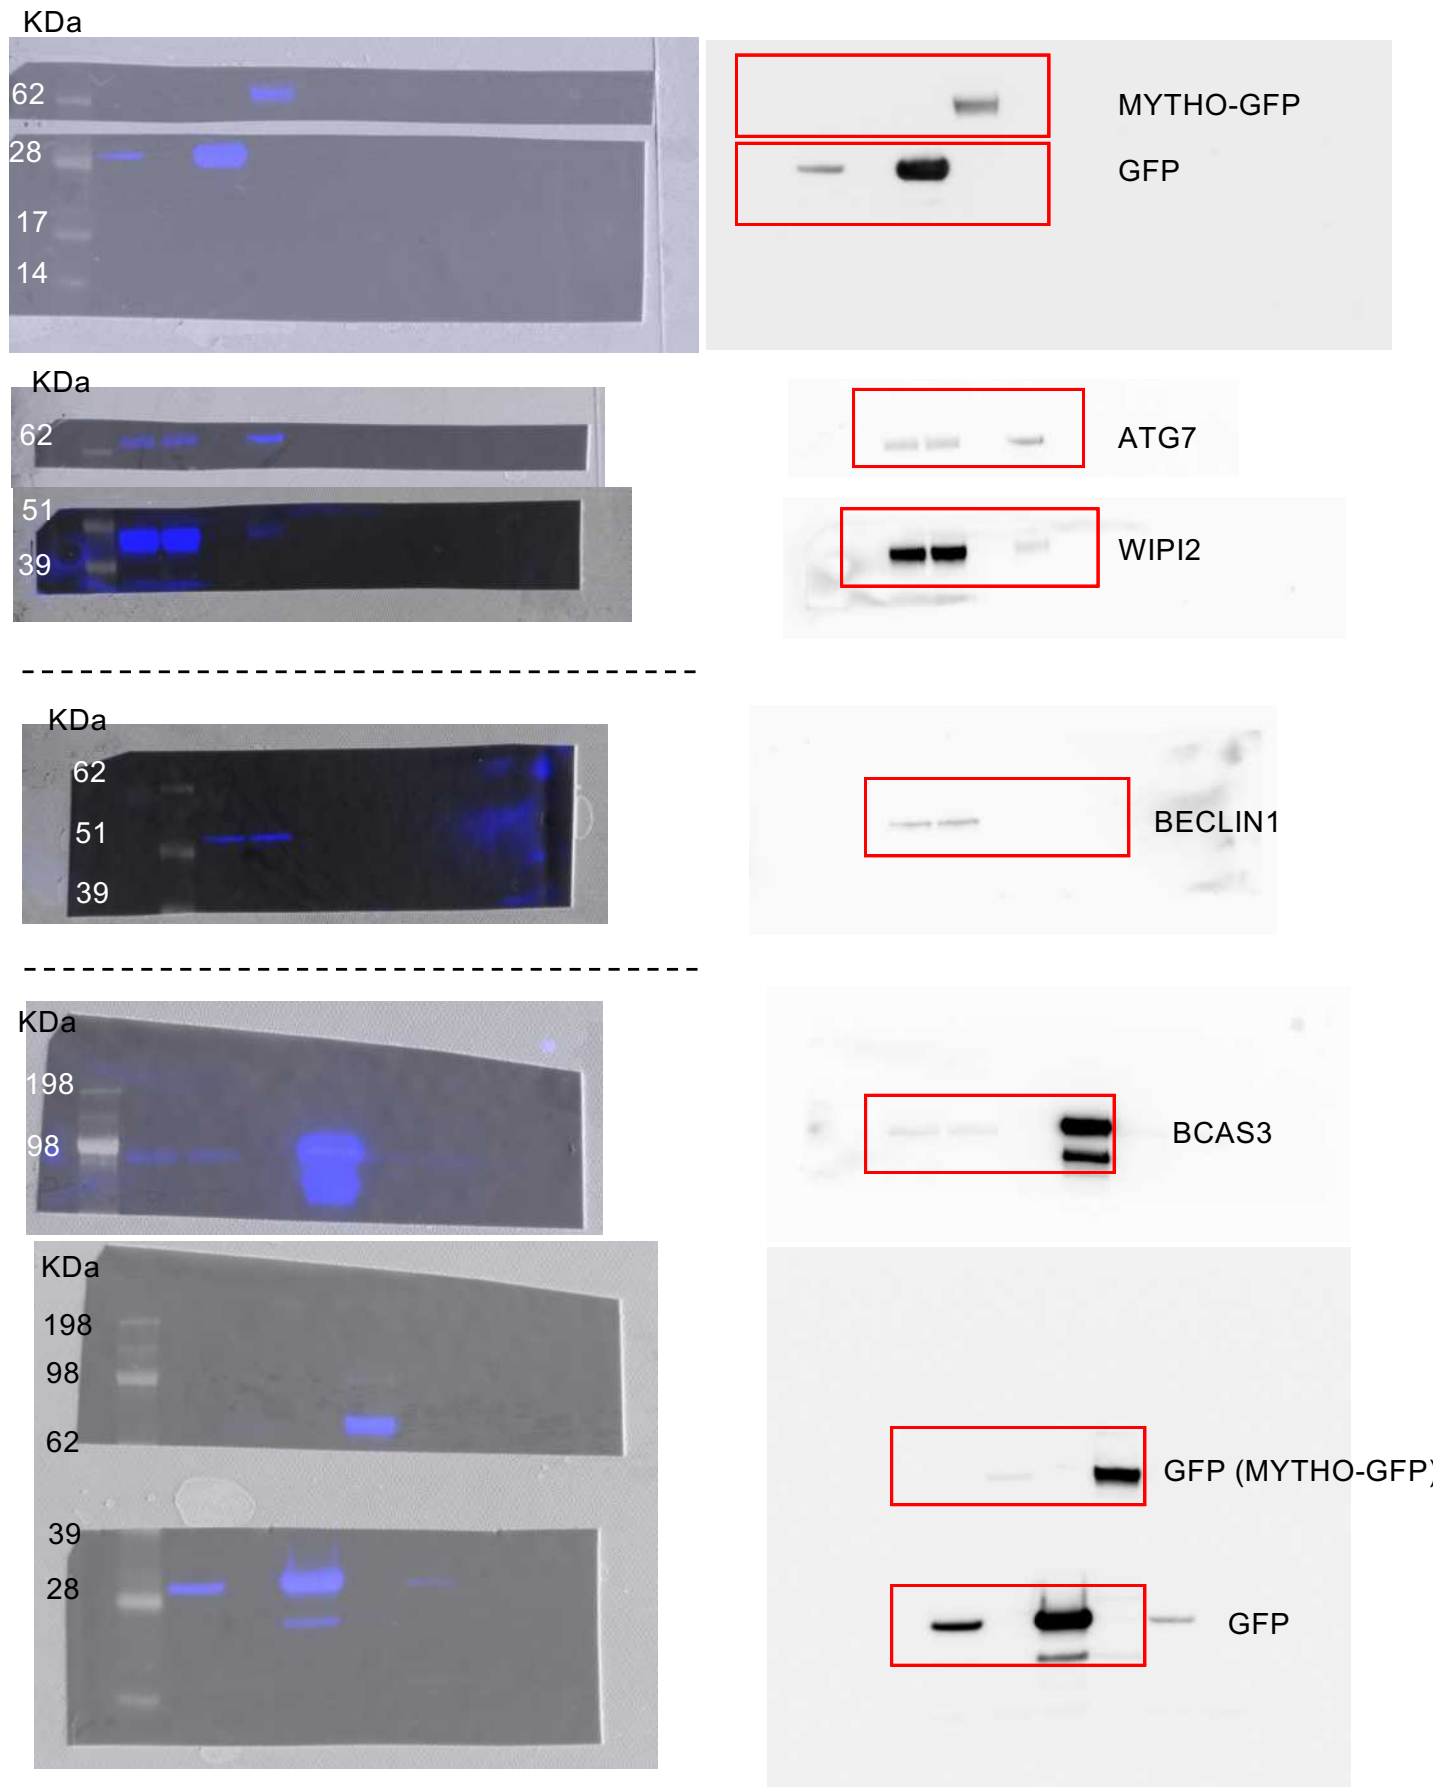 KDa
62
MYTHO-GFP
28
GFP
17
14
KDa
62
ATG7
51
WIPI2
39
KDa
62
51
BECLIN1
39
KDa
198
98
BCAS3
KDa
198
98
62
GFP (MYTHO-GFP)
39
28
GFP